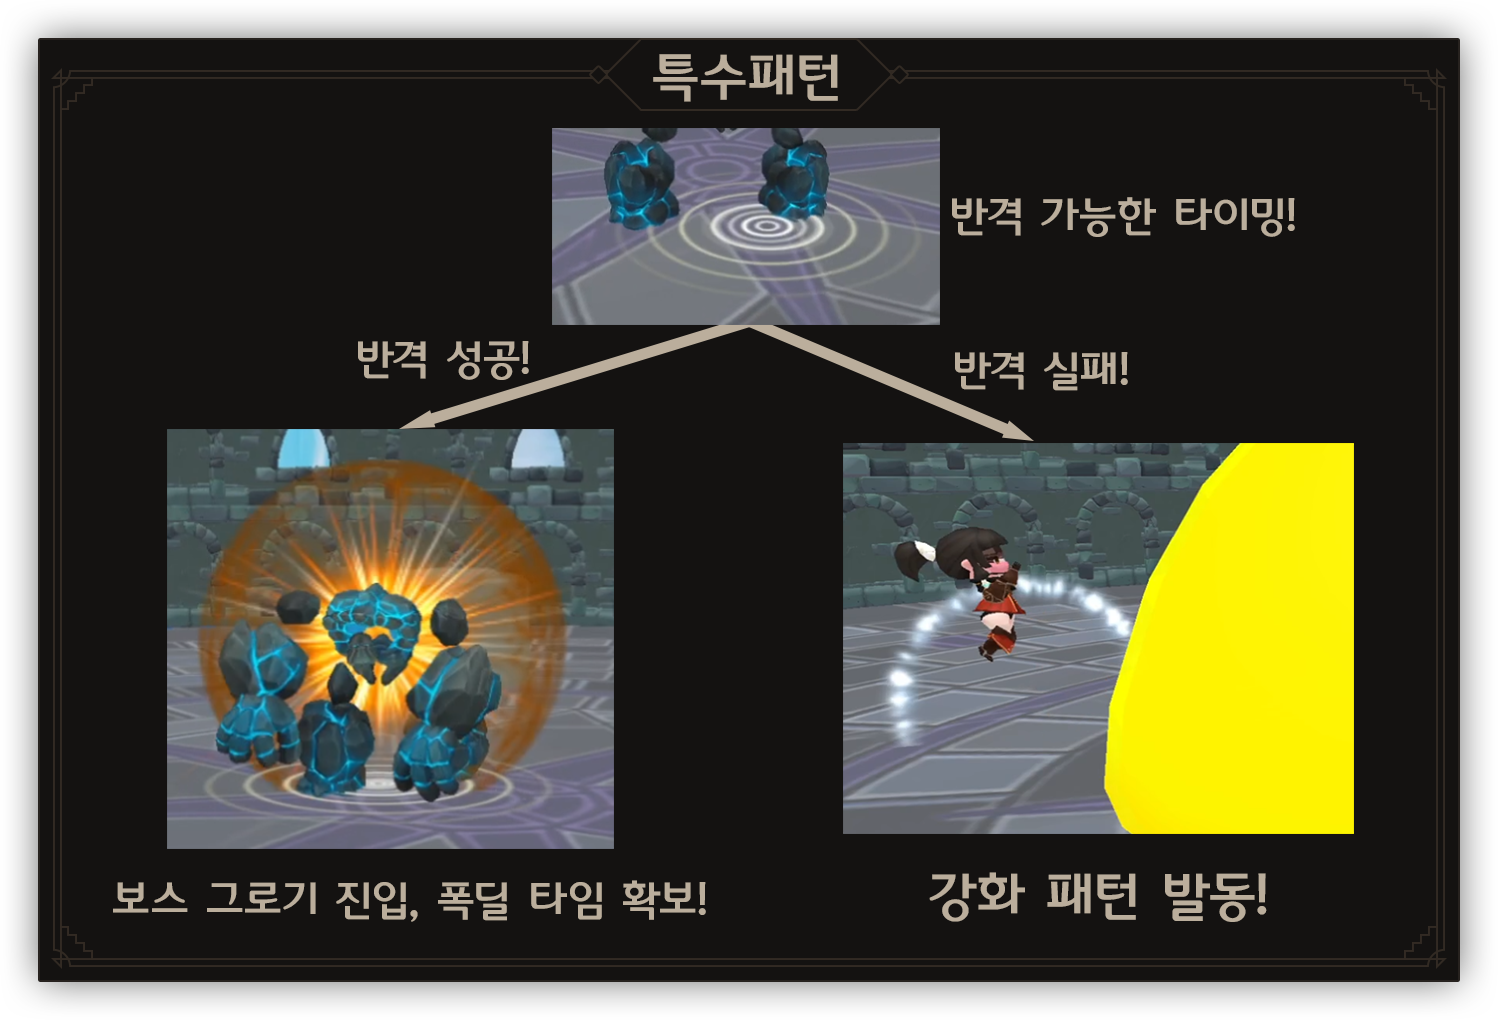 특수패턴
반격 가능한 타이밍!
반격 성공!
반격 실패!
보스 그로기 진입, 폭딜 타임 확보!
강화 패턴 발동!